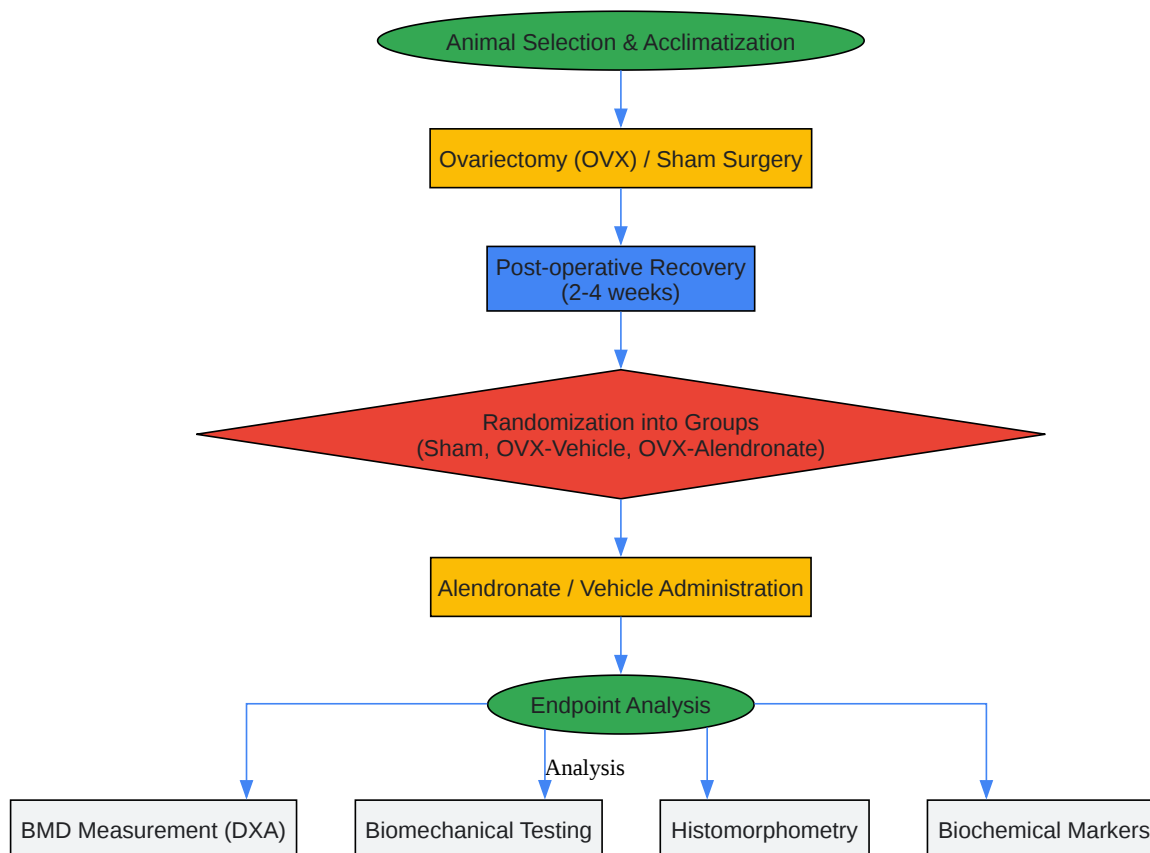 Animal Selection & Acclimatization
Ovariectomy (OVX) / Sham Surgery
Post-operative Recovery
(2-4 weeks)
Randomization into Groups
(Sham, OVX-Vehicle, OVX-Alendronate)
Alendronate / Vehicle Administration
Endpoint Analysis
Analysis
BMD Measurement (DXA)
Biomechanical Testing
Histomorphometry
Biochemical Markers